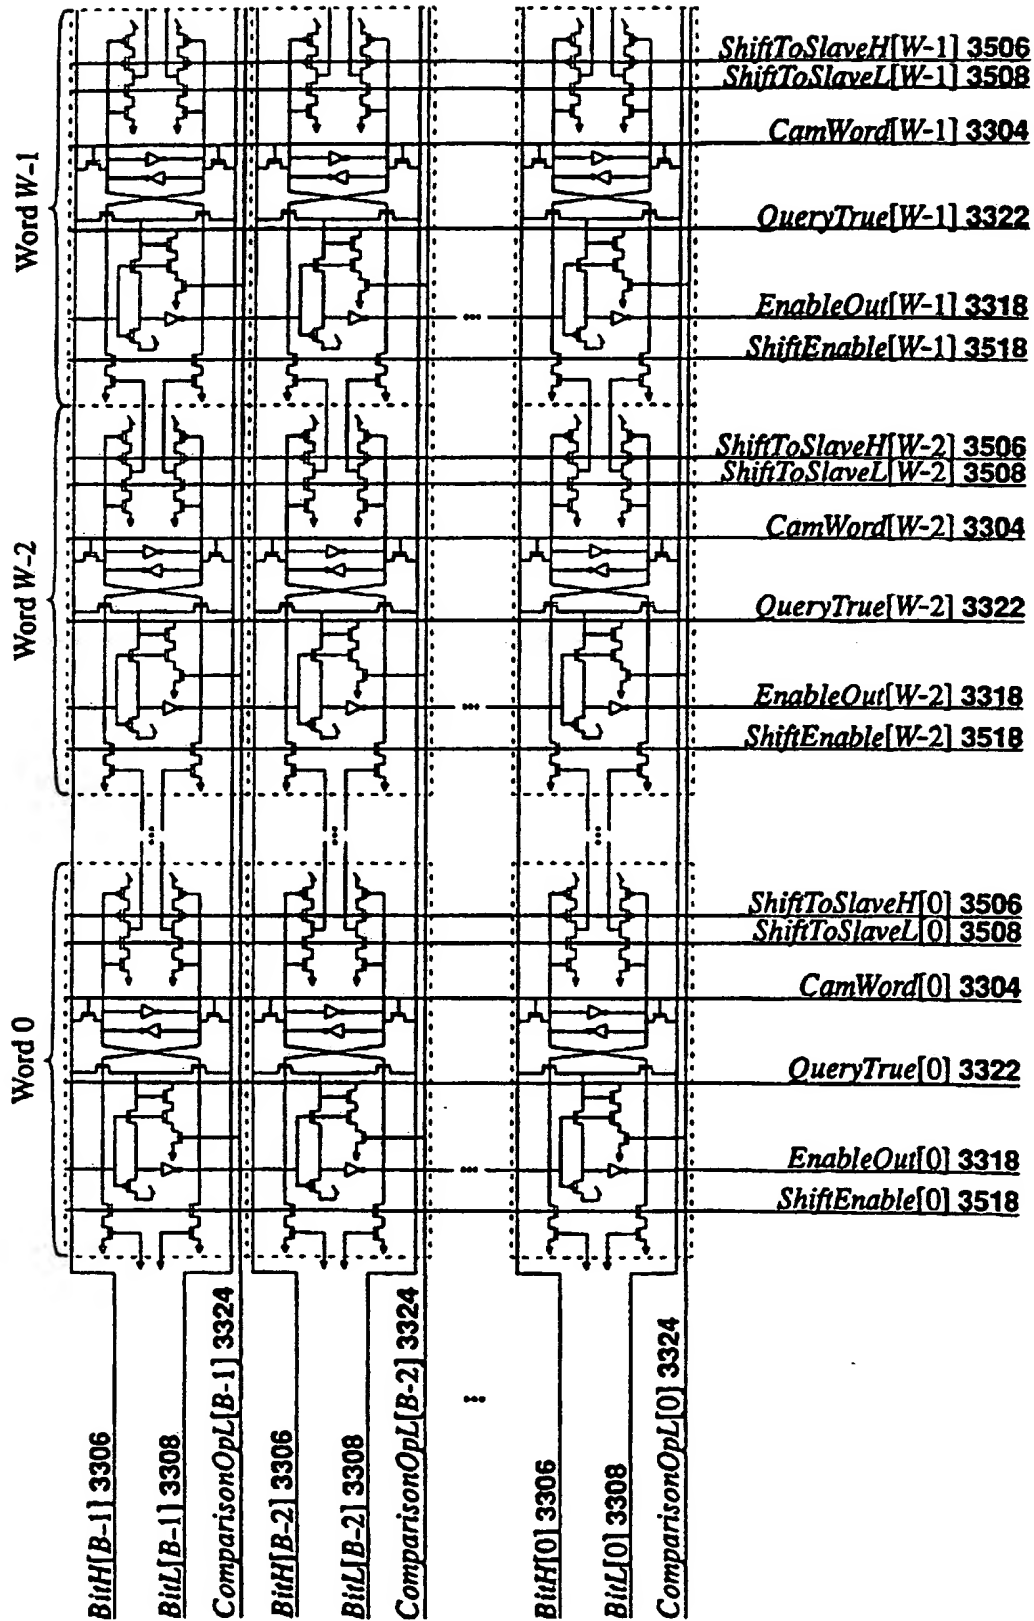 Word W-1
ShiftToSlaveH[W-1] 3506
ShiftToSlaveL[W-1] 3508
CamWord[W-1] 3304
QueryTrue[W-1] 3322
EnableOut[W-1] 3318
ShiftEnable[W-1] 3518
Word W-2
ShiftToSlaveH[W-2] 3506
ShiftToSlaveL[W-2] 3508
CamWord[W-2] 3304
QueryTrue[W-2] 3322
EnableOut[W-2] 3318
ShiftEnable[W-2] 3518
Word 0
ShiftToSlaveH[0] 3506
ShiftToSlaveL[0] 3508
CamWord[0] 3304
QueryTrue[0] 3322
EnableOut[0] 3318
ShiftEnable[0] 3518
BitH[B-1] 3306
BitL[B-1] 3308
ComparisonOpL[B-1] 3324
BitH[B-2] 3306
BitL[B-2] 3308
ComparisonOpL[B-2] 3324
...
BitH[0] 3306
BitL[0] 3308
ComparisonOpL[0] 3324